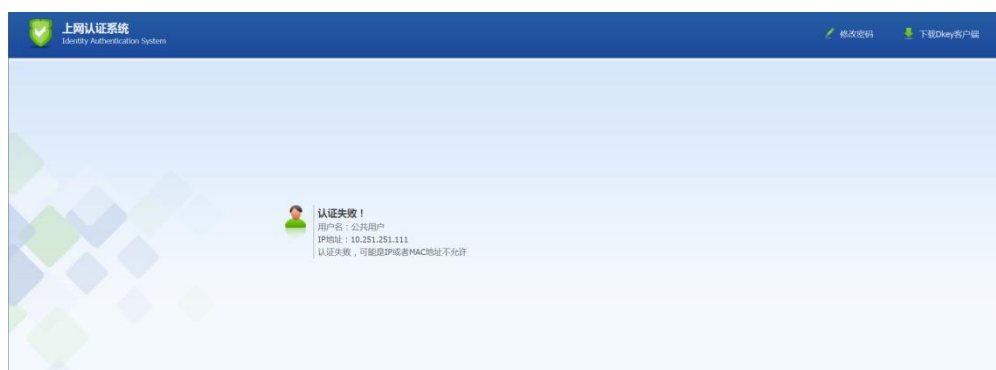 上网认证系统
Identity Authentication System
修改密码
下载Dkey客户端
认证失败！
用户名：公共用户
IP地址：10.251.251.111
认证失败，可能是IP或者MAC地址不允许